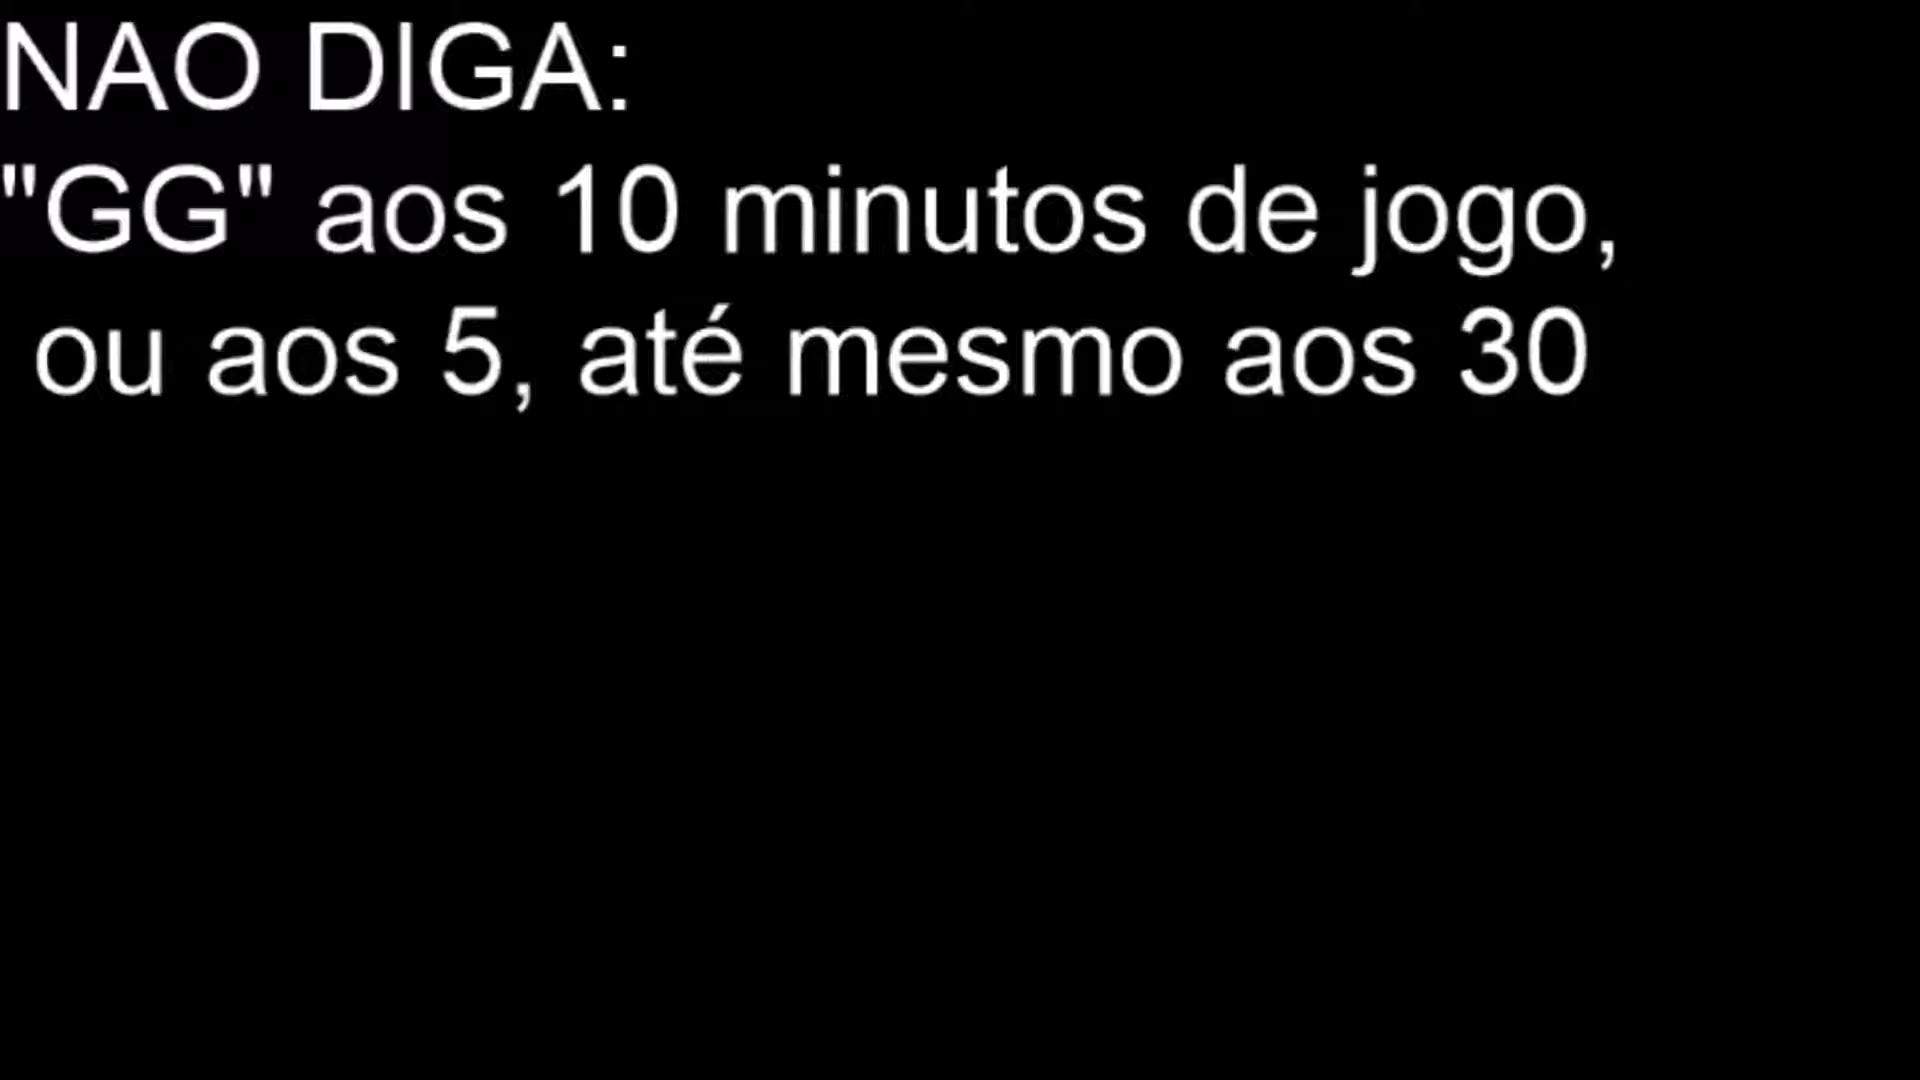 NAO DIGA:
"GG" aos 10 minutos de jogo,
ou aos 5, até mesmo aos 30